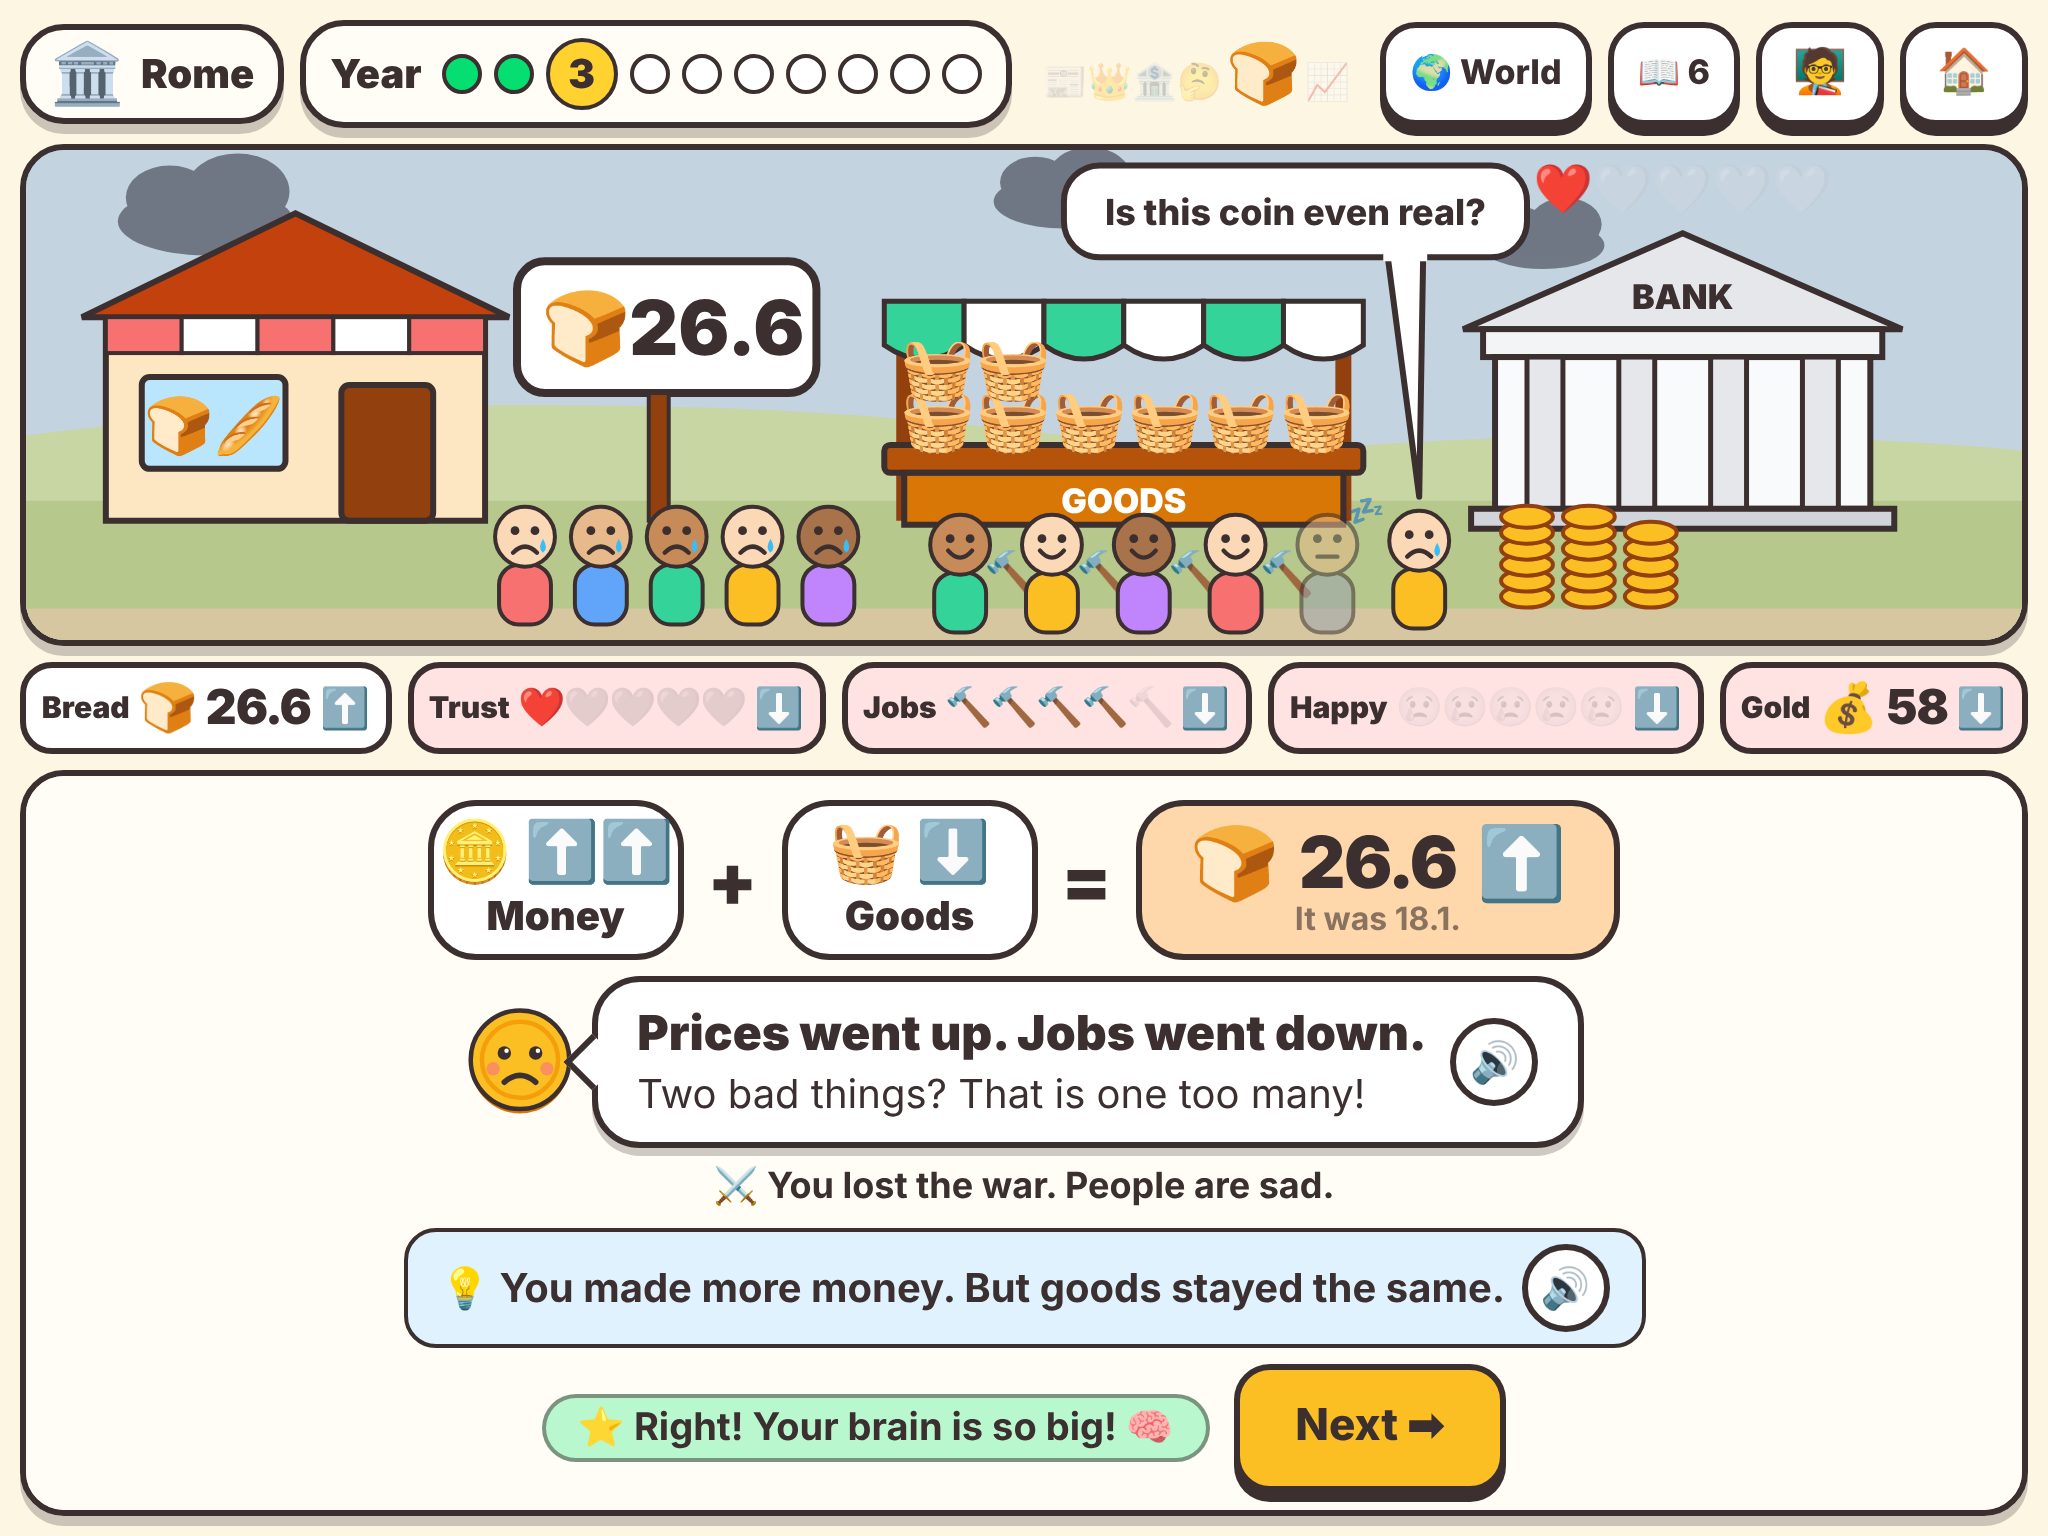 Rome
Year 3
World
6
Is this coin even real?
26.6
BANK
GOODS
zzz
Bread 26.6
Trust
Jobs
Happy
Gold 58
Money
+
Goods
=
26.6
It was 18.1.
Prices went up. Jobs went down.
Two bad things? That is one too many!
You lost the war. People are sad.
You made more money. But goods stayed the same.
Right! Your brain is so big!
Next ➡